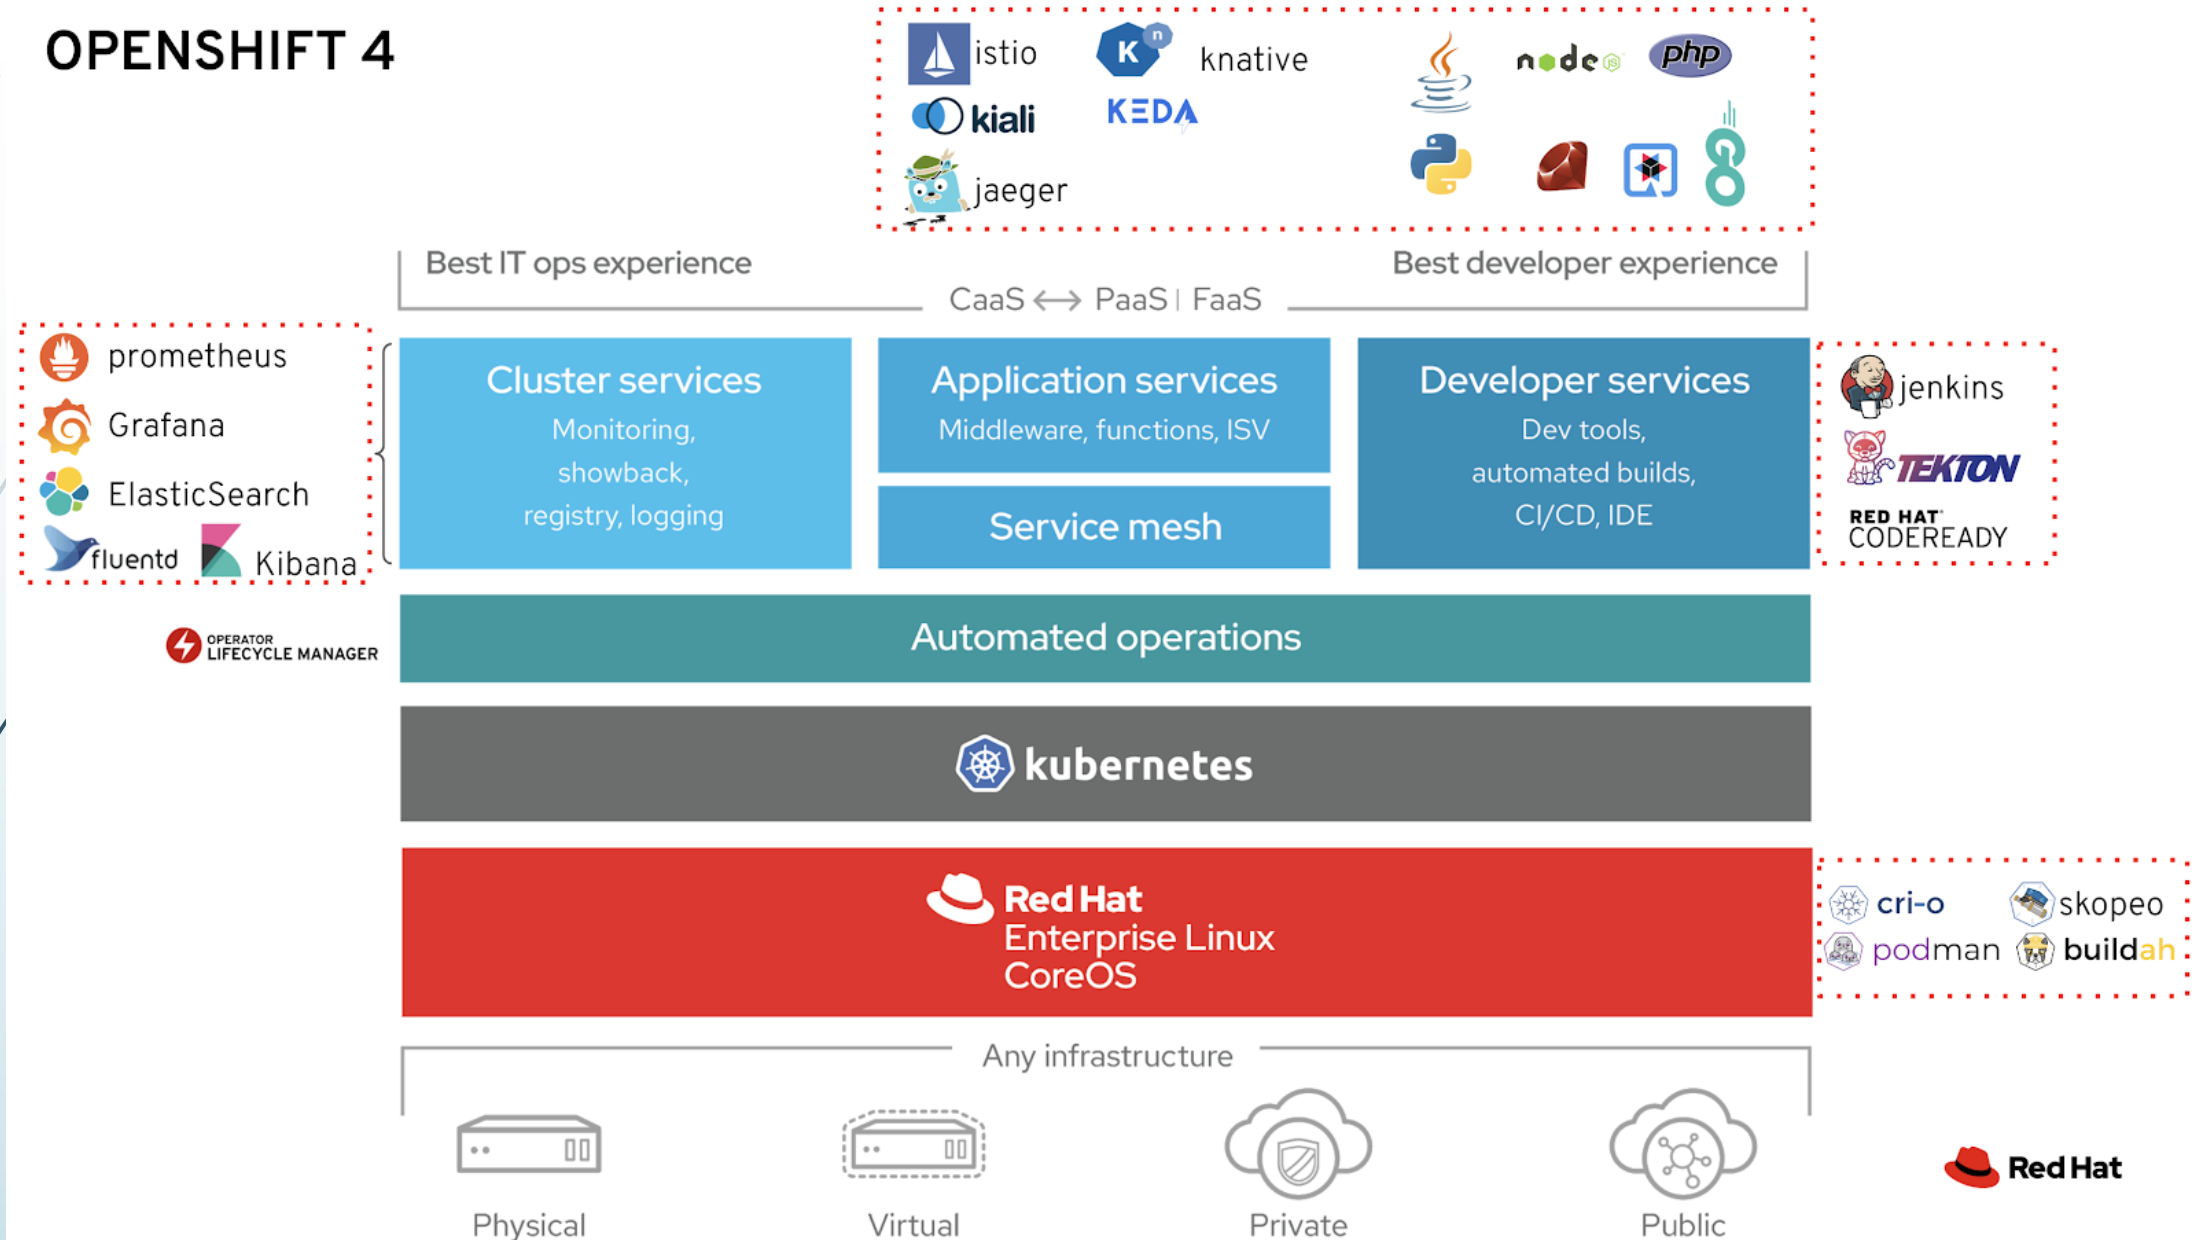 OPENSHIFT 4
istio
n
K
knative
node
JS
php
kiali
KEDA
jaeger
GO
Best IT ops experience
Best developer experience
CaaS ↔ PaaS | FaaS
prometheus
Grafana
ElasticSearch
fluentd
Kibana
Cluster services
Monitoring,
showback,
registry, logging
Application services
Middleware, functions, ISV
Service mesh
Developer services
Dev tools,
automated builds,
CI/CD, IDE
jenkins
TEKTON
RED HAT
CODEREADY
OPERATOR
LIFECYCLE MANAGER
Automated operations
kubernetes
Red Hat
Enterprise Linux
CoreOS
cri-o
skopeo
podman
buildah
Any infrastructure
Physical
Virtual
Private
Public
Red Hat